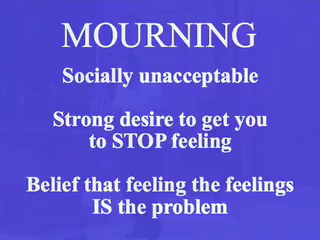 MOURNING
Socially unacceptable
Strong desire to get you
to STOP feeling
Belief that feeling the feelings
IS the problem